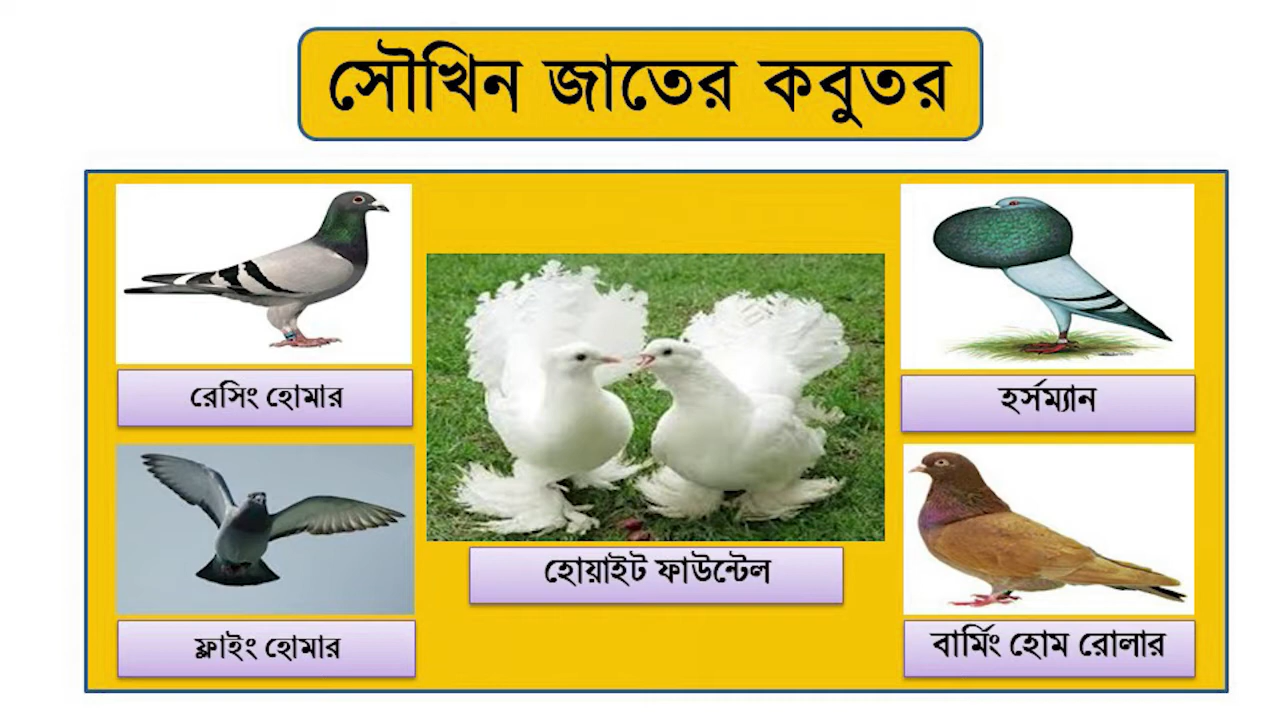 সৌখিন জাতের কবুতর
রেসিং হোমার
হর্সম্যান
হোয়াইট ফাউন্টেল
ফ্লাইং হোমার
বার্মিং হোম রোলার